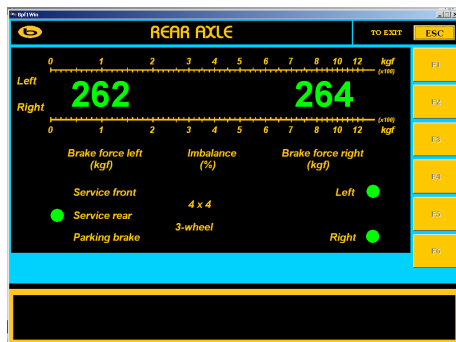 Bpf1Win
REAR AXLE
TO EXIT
ESC
0 1 2 3 4 5 6 7 8 10 12 kgf
(x100)
Left
262
264
Right
(x100)
0 1 2 3 4 5 6 7 8 10 12 kgf
Brake force left
(kgf)
Imbalance
(%)
Brake force right
(kgf)
Service front
Left
4 x 4
Service rear
3-wheel
Parking brake
Right
F1
F2
F3
F4
F5
F6